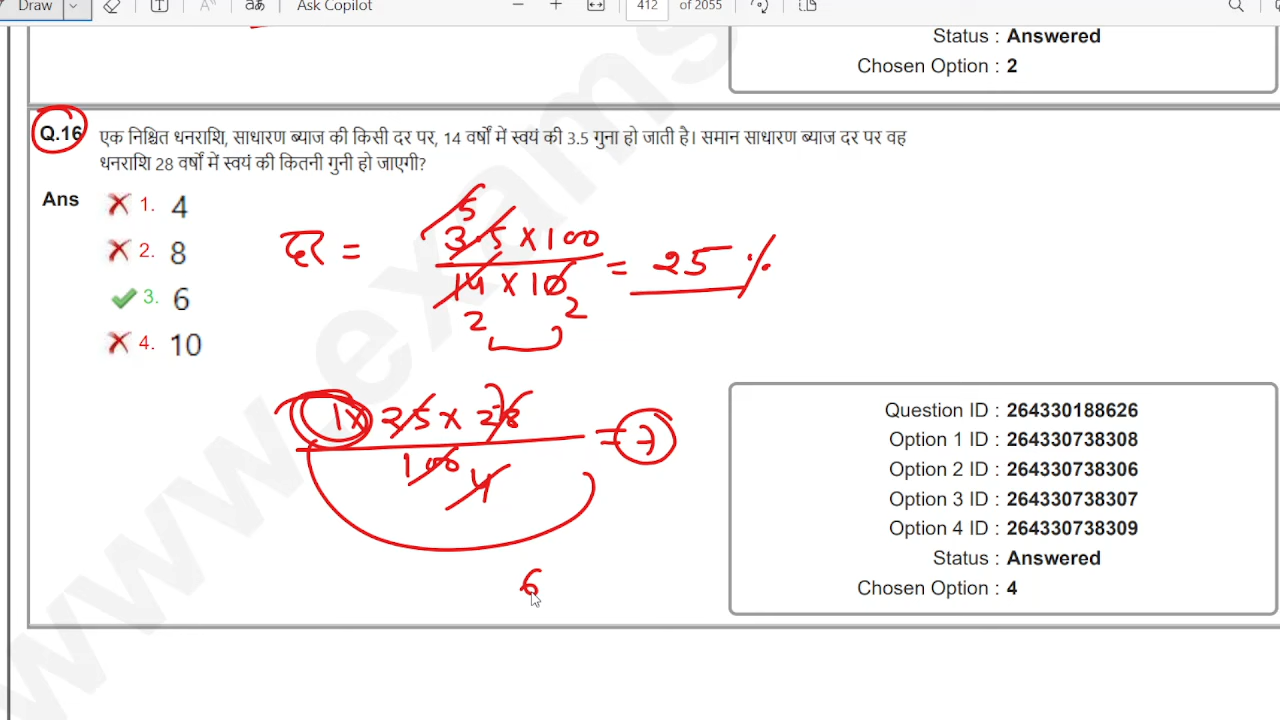 Draw
Ask Copilot
412 of 2055
Status : Answered
Chosen Option : 2
Q.16 एक निश्चित धनराशि, साधारण ब्याज की किसी दर पर, 14 वर्षों में स्वयं की 3.5 गुना हो जाती है। समान साधारण ब्याज दर पर वह
धनराशि 28 वर्षों में स्वयं की कितनी गुनी हो जाएगी?
Ans
1. 4
2. 8
3. 6
4. 10
दर =
5
3.5 × 100
14 × 10
= 25 %
2 2
1 × 25 × 28
100
4
= 7
6
Question ID : 264330188626
Option 1 ID : 264330738308
Option 2 ID : 264330738306
Option 3 ID : 264330738307
Option 4 ID : 264330738309
Status : Answered
Chosen Option : 4
www.exams